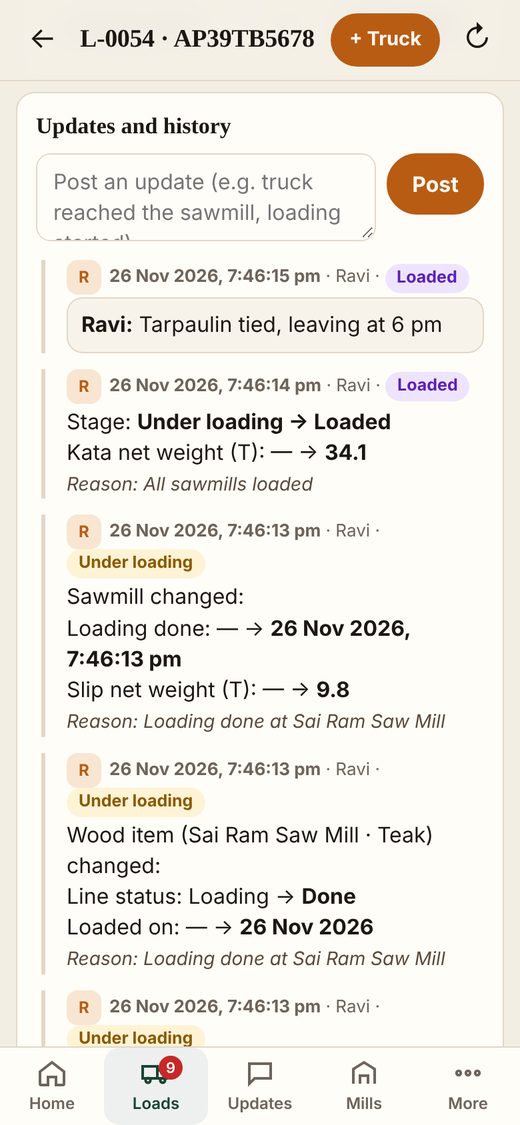 L-0054 · AP39TB5678
+ Truck
Updates and history
Post an update (e.g. truck
reached the sawmill, loading
started)
Post
R 26 Nov 2026, 7:46:15 pm · Ravi · Loaded
Ravi: Tarpaulin tied, leaving at 6 pm
R 26 Nov 2026, 7:46:14 pm · Ravi · Loaded
Stage: Under loading → Loaded
Kata net weight (T): — → 34.1
Reason: All sawmills loaded
R 26 Nov 2026, 7:46:13 pm · Ravi ·
Under loading
Sawmill changed:
Loading done: — → 26 Nov 2026,
7:46:13 pm
Slip net weight (T): — → 9.8
Reason: Loading done at Sai Ram Saw Mill
R 26 Nov 2026, 7:46:13 pm · Ravi ·
Under loading
Wood item (Sai Ram Saw Mill · Teak)
changed:
Line status: Loading → Done
Loaded on: — → 26 Nov 2026
Reason: Loading done at Sai Ram Saw Mill
R 26 Nov 2026, 7:46:13 pm · Ravi ·
Under loading
9
Home Loads Updates Mills More